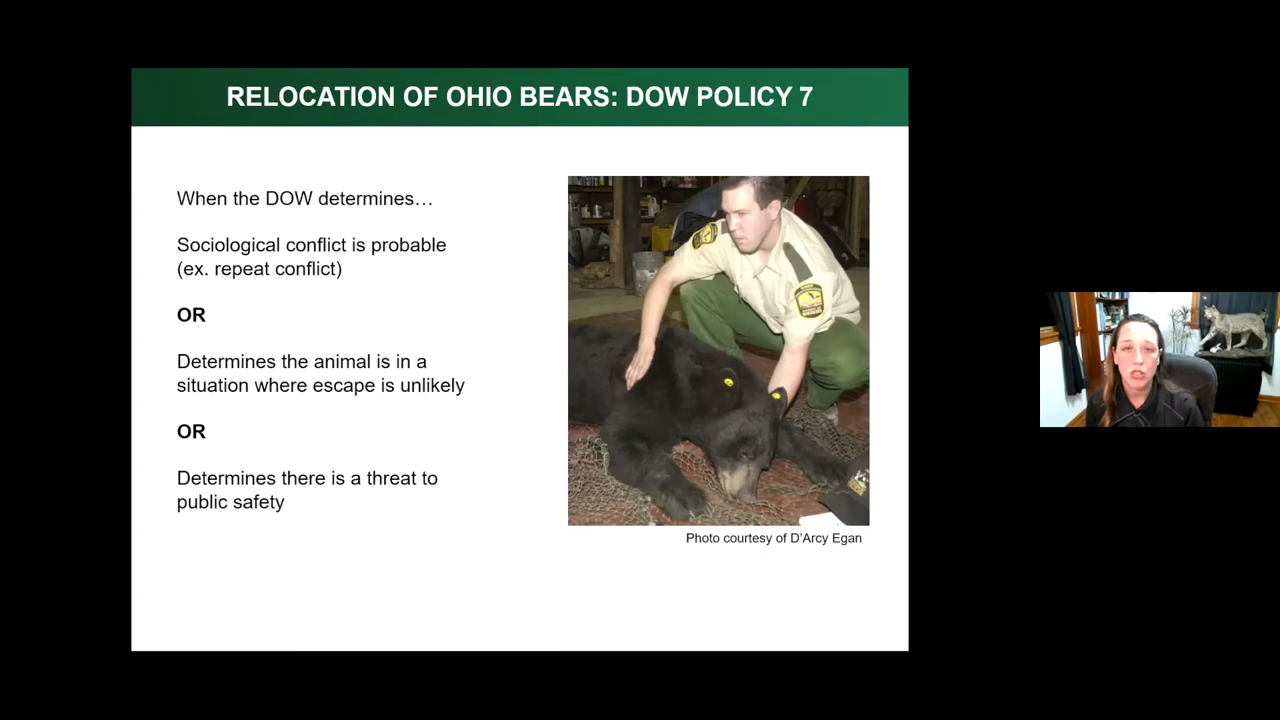 RELOCATION OF OHIO BEARS: DOW POLICY 7
When the DOW determines…
Sociological conflict is probable
(ex. repeat conflict)
OR
Determines the animal is in a
situation where escape is unlikely
OR
Determines there is a threat to
public safety
Photo courtesy of D’Arcy Egan